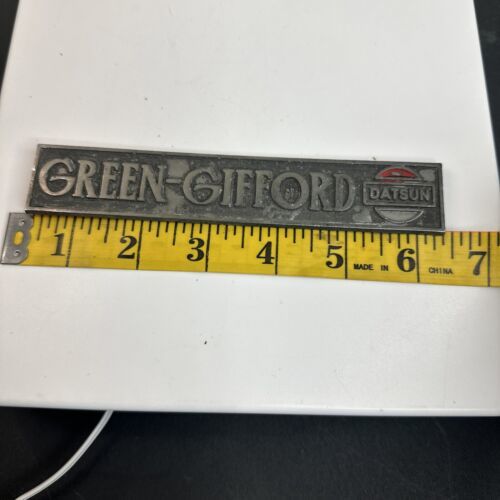 GREEN-GIFFORD DATSUN
1 2 3 4 5 MADE IN 6 CHINA 7